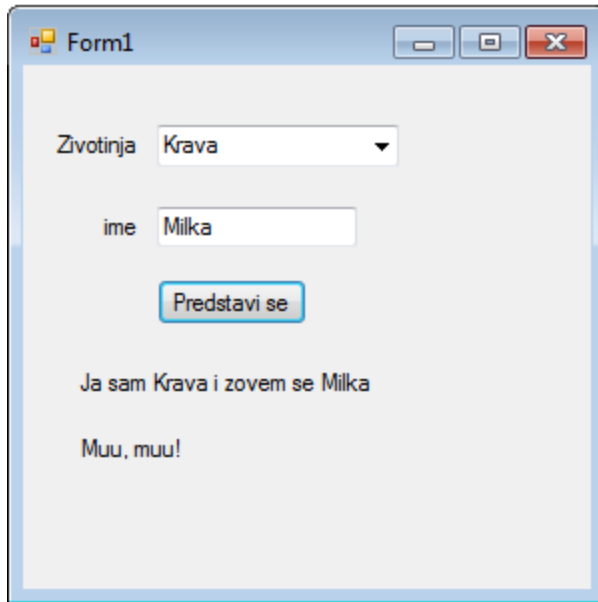 Form1
Zivotinja Krava
ime Milka
Predstavi se
Ja sam Krava i zovem se Milka
Muu, muu!